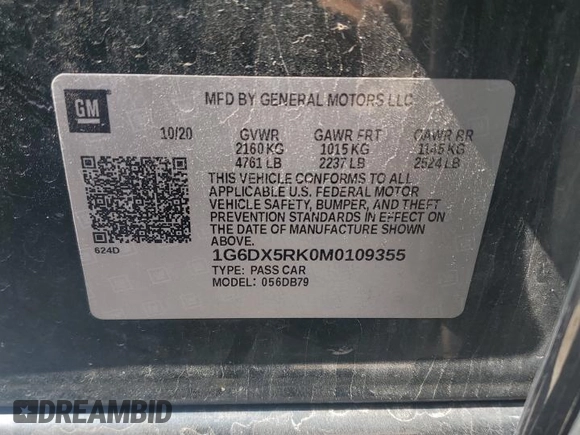 GM
MFD BY GENERAL MOTORS LLC
10/20 GVWR GAWR FRT GAWR RR
2160 KG 1015 KG 1145 KG
4761 LB 2237 LB 2524 LB
THIS VEHICLE CONFORMS TO ALL
APPLICABLE U.S. FEDERAL MOTOR
VEHICLE SAFETY, BUMPER, AND THEFT
PREVENTION STANDARDS IN EFFECT ON
THE DATE OF MANUFACTURE SHOWN
ABOVE.
624D
1G6DX5RK0M0109355
TYPE: PASS CAR
MODEL: 056DB79
DREAMBID